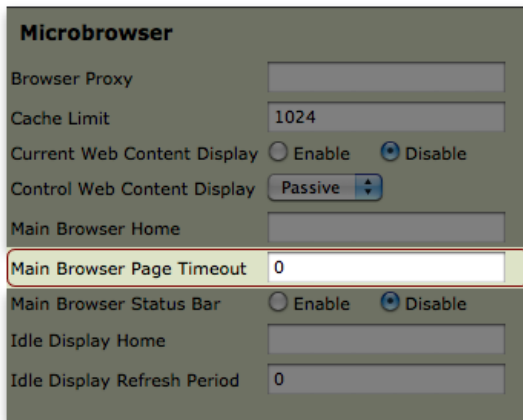 Microbrowser
Browser Proxy
Cache Limit 1024
Current Web Content Display Enable Disable
Control Web Content Display Passive
Main Browser Home
Main Browser Page Timeout 0
Main Browser Status Bar Enable Disable
Idle Display Home
Idle Display Refresh Period 0